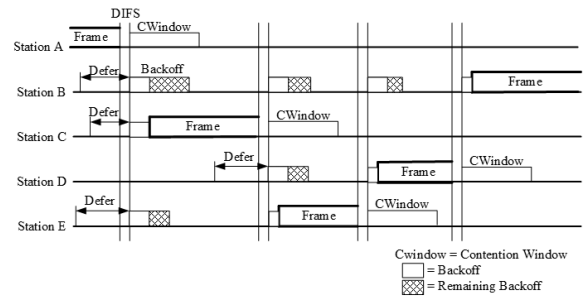 DIFS
Frame
CWindow
Station A
Defer
Backoff
Frame
Station B
Defer
Frame
CWindow
Station C
Defer
Frame
CWindow
Station D
Defer
Frame
CWindow
Station E
Cwindow = Contention Window
= Backoff
= Remaining Backoff